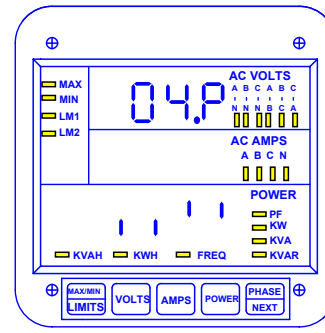 AC VOLTS
A B C A B C
N N N B C A
MAX
MIN
LM1
LM2
04.P
AC AMPS
A B C N
POWER
PF
KW
KVA
KVAH KWH FREQ KVAR
MAX/MIN
LIMITS
VOLTS
AMPS
POWER
PHASE
NEXT